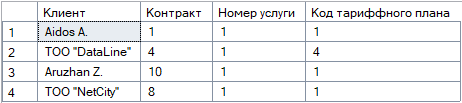 Клиент Контракт Номер услуги Код тариффного плана
1 Aidos A. 1 1 1
2 ТОО "DataLine" 4 1 4
3 Aruzhan Z. 10 1 1
4 ТОО "NetCity" 8 1 1